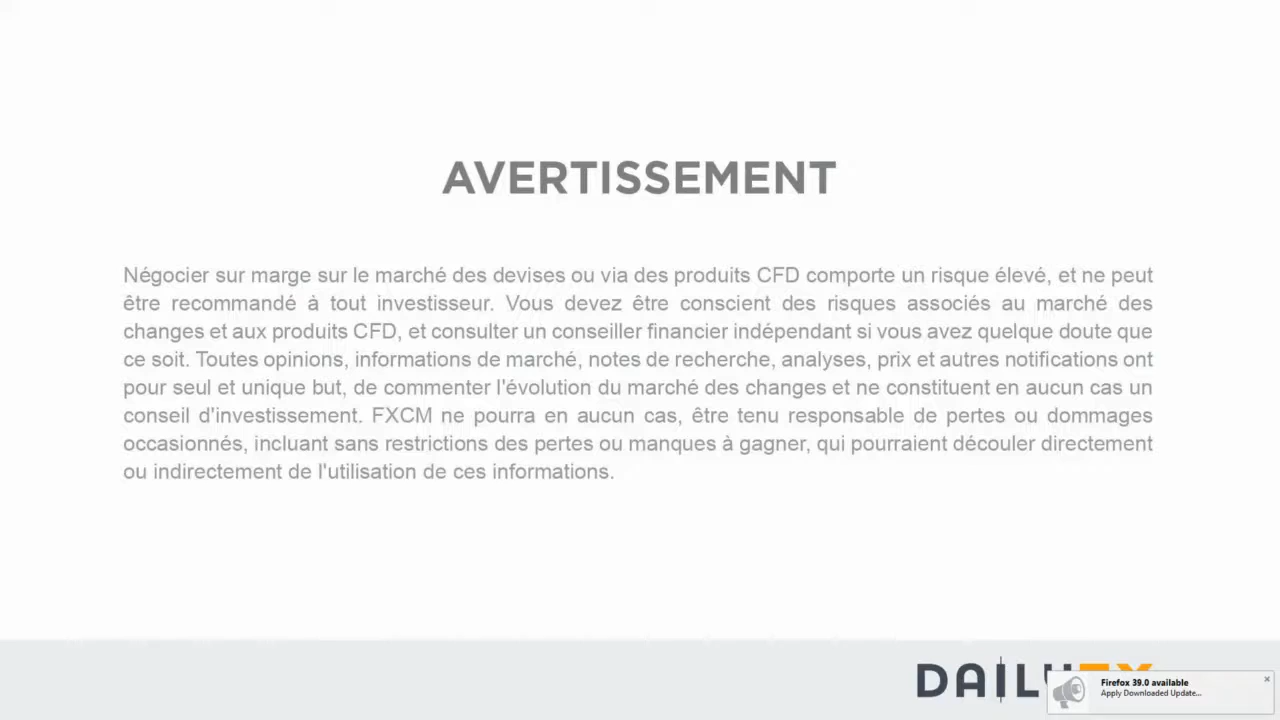 AVERTISSEMENT
Négocier sur marge sur le marché des devises ou via des produits CFD comporte un risque élevé, et ne peut
être recommandé à tout investisseur. Vous devez être conscient des risques associés au marché des
changes et aux produits CFD, et consulter un conseiller financier indépendant si vous avez quelque doute que
ce soit. Toutes opinions, informations de marché, notes de recherche, analyses, prix et autres notifications ont
pour seul et unique but, de commenter l'évolution du marché des changes et ne constituent en aucun cas un
conseil d'investissement. FXCM ne pourra en aucun cas, être tenu responsable de pertes ou dommages
occasionnés, incluant sans restrictions des pertes ou manques à gagner, qui pourraient découler directement
ou indirectement de l'utilisation de ces informations.
DAILYFX
Firefox 39.0 available
Apply Downloaded Update...